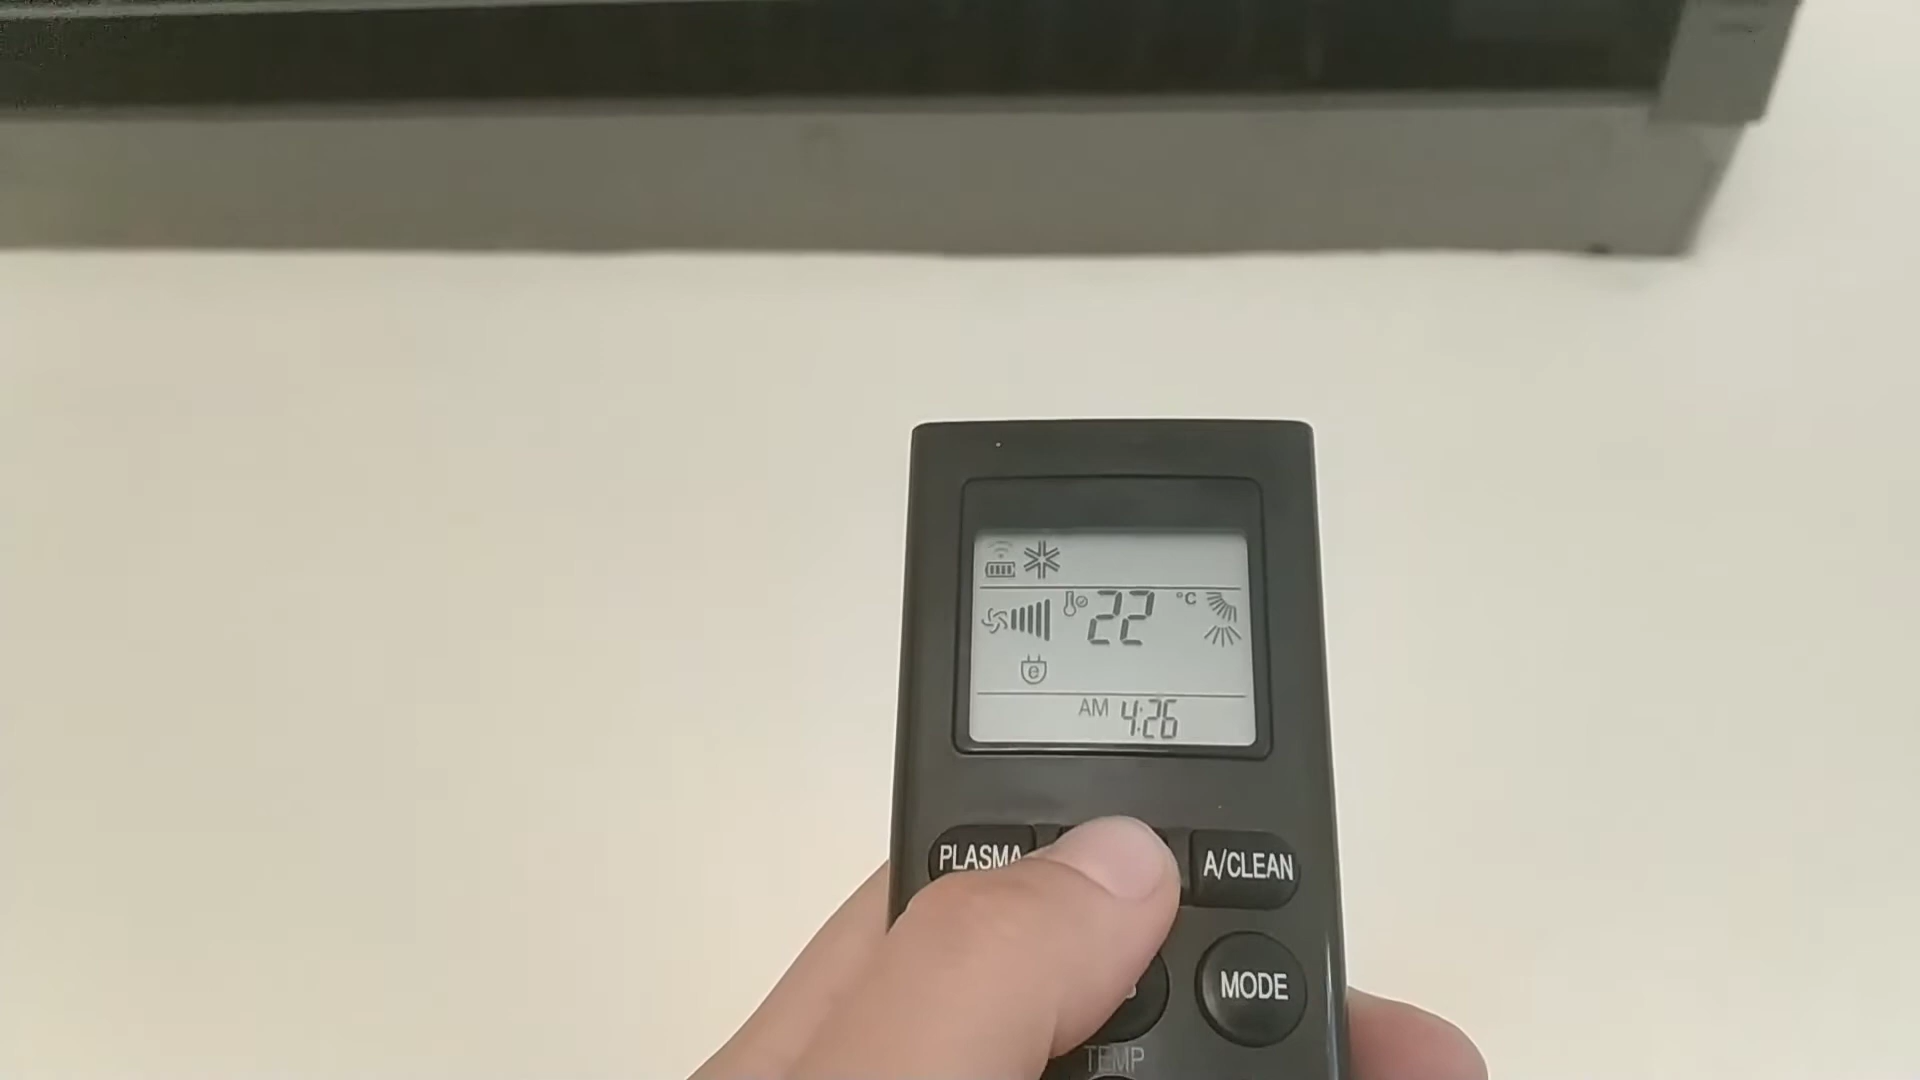 22 °C
e
AM 4:26
PLASMA
A/CLEAN
MODE
TEMP